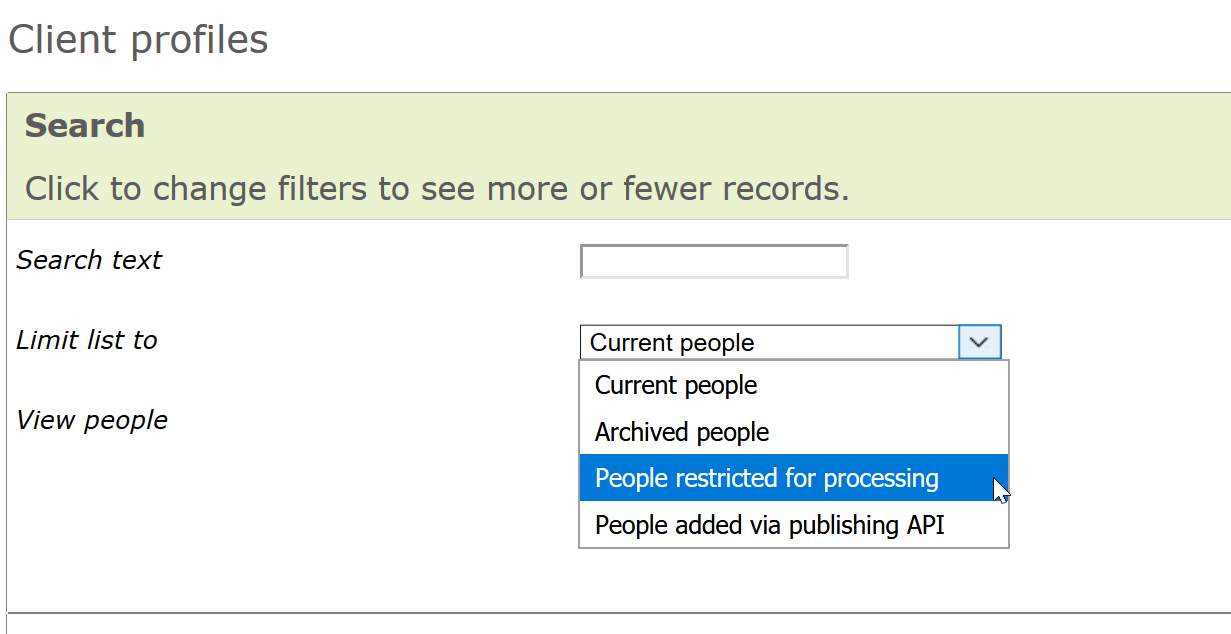 Client profiles
Search
Click to change filters to see more or fewer records.
Search text
Limit list to
Current people
Current people
Archived people
View people
People restricted for processing
People added via publishing API